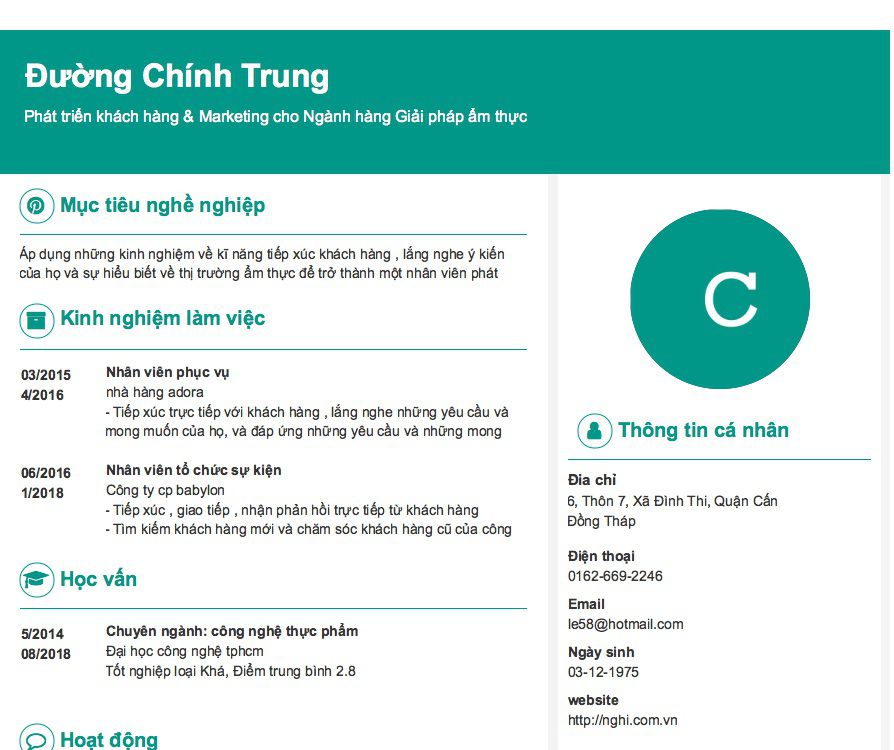 Đường Chính Trung
Phát triển khách hàng & Marketing cho Ngành hàng Giải pháp ẩm thực
Mục tiêu nghề nghiệp
Áp dụng những kinh nghiệm về kĩ năng tiếp xúc khách hàng , lắng nghe ý kiến
của họ và sự hiểu biết về thị trường ẩm thực để trở thành một nhân viên phát
Kinh nghiệm làm việc
03/2015
4/2016
Nhân viên phục vụ
nhà hàng adora
- Tiếp xúc trực tiếp với khách hàng , lắng nghe những yêu cầu và
mong muốn của họ, và đáp ứng những yêu cầu và những mong
06/2016
1/2018
Nhân viên tổ chức sự kiện
Công ty cp babylon
- Tiếp xúc , giao tiếp , nhận phản hồi trực tiếp từ khách hàng
- Tìm kiếm khách hàng mới và chăm sóc khách hàng cũ của công
Học vấn
5/2014
08/2018
Chuyên ngành: công nghệ thực phẩm
Đại học công nghệ tphcm
Tốt nghiệp loại Khá, Điểm trung bình 2.8
Hoạt động
C
Thông tin cá nhân
Đia chỉ
6, Thôn 7, Xã Đình Thi, Quận Cấn
Đồng Tháp
Điện thoại
0162-669-2246
Email
le58@hotmail.com
Ngày sinh
03-12-1975
website
http://nghi.com.vn